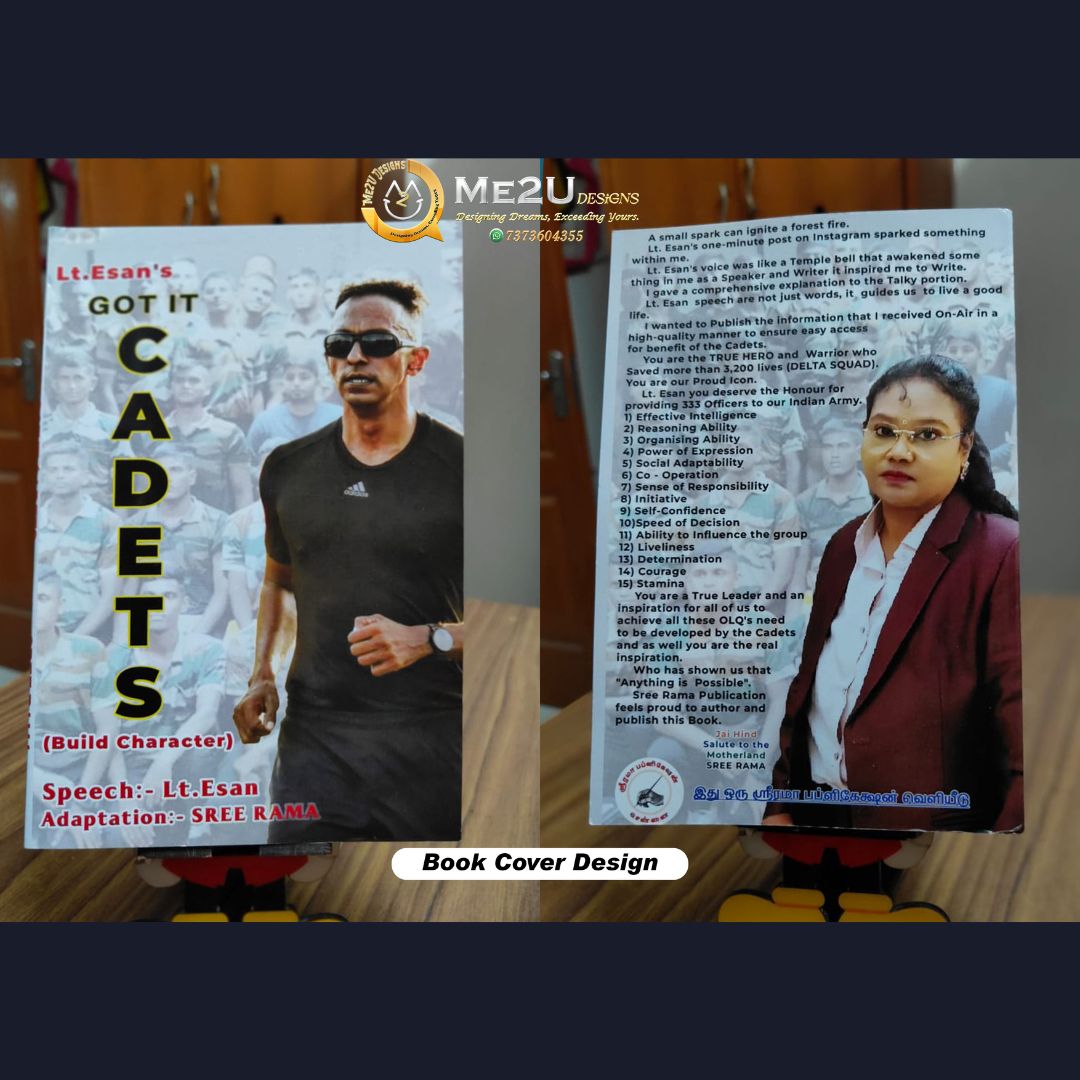 ME2U DESIGNS
Designing Dreams, Exceeding Yours.
7373604355
ME2U DESIGNS
Designing Dreams, Exceeding Yours.
Lt.Esan's
GOT IT
CADETS
(Build Character)
Speech:- Lt.Esan
Adaptation:- SREE RAMA
adidas
A small spark can ignite a forest fire.
Lt. Esan's one-minute post on Instagram sparked something
within me.
Lt. Esan's voice was like a Temple bell that awakened some
thing in me as a Speaker and Writer it inspired me to Write.
I gave a comprehensive explanation to the Talky portion.
Lt. Esan speech are not just words, it guides us to live a good
life.
I wanted to Publish the information that I received On-Air in a
high-quality manner to ensure easy access
for benefit of the Cadets.
You are the TRUE HERO and Warrior who
Saved more than 3,200 lives (DELTA SQUAD).
You are our Proud Icon.
Lt. Esan you deserve the Honour for
providing 333 Officers to our Indian Army.
1) Effective Intelligence
2) Reasoning Ability
3) Organising Ability
4) Power of Expression
5) Social Adaptability
6) Co - Operation
7) Sense of Responsibility
8) Initiative
9) Self-Confidence
10)Speed of Decision
11) Ability to Influence the group
12) Liveliness
13) Determination
14) Courage
15) Stamina
You are a True Leader and an
inspiration for all of us to
achieve all these OLQ's need
to be developed by the Cadets
and as well you are the real
inspiration.
Who has shown us that
"Anything is Possible".
Sree Rama Publication
feels proud to author and
publish this Book.
Jai Hind
Salute to the
Motherland
SREE RAMA
ஸ்ரீரமா பப்ளிகேஷன்
சென்னை
இது ஒரு ஸ்ரீரமா பப்ளிகேக்ஷன் வெளியீடு
Book Cover Design